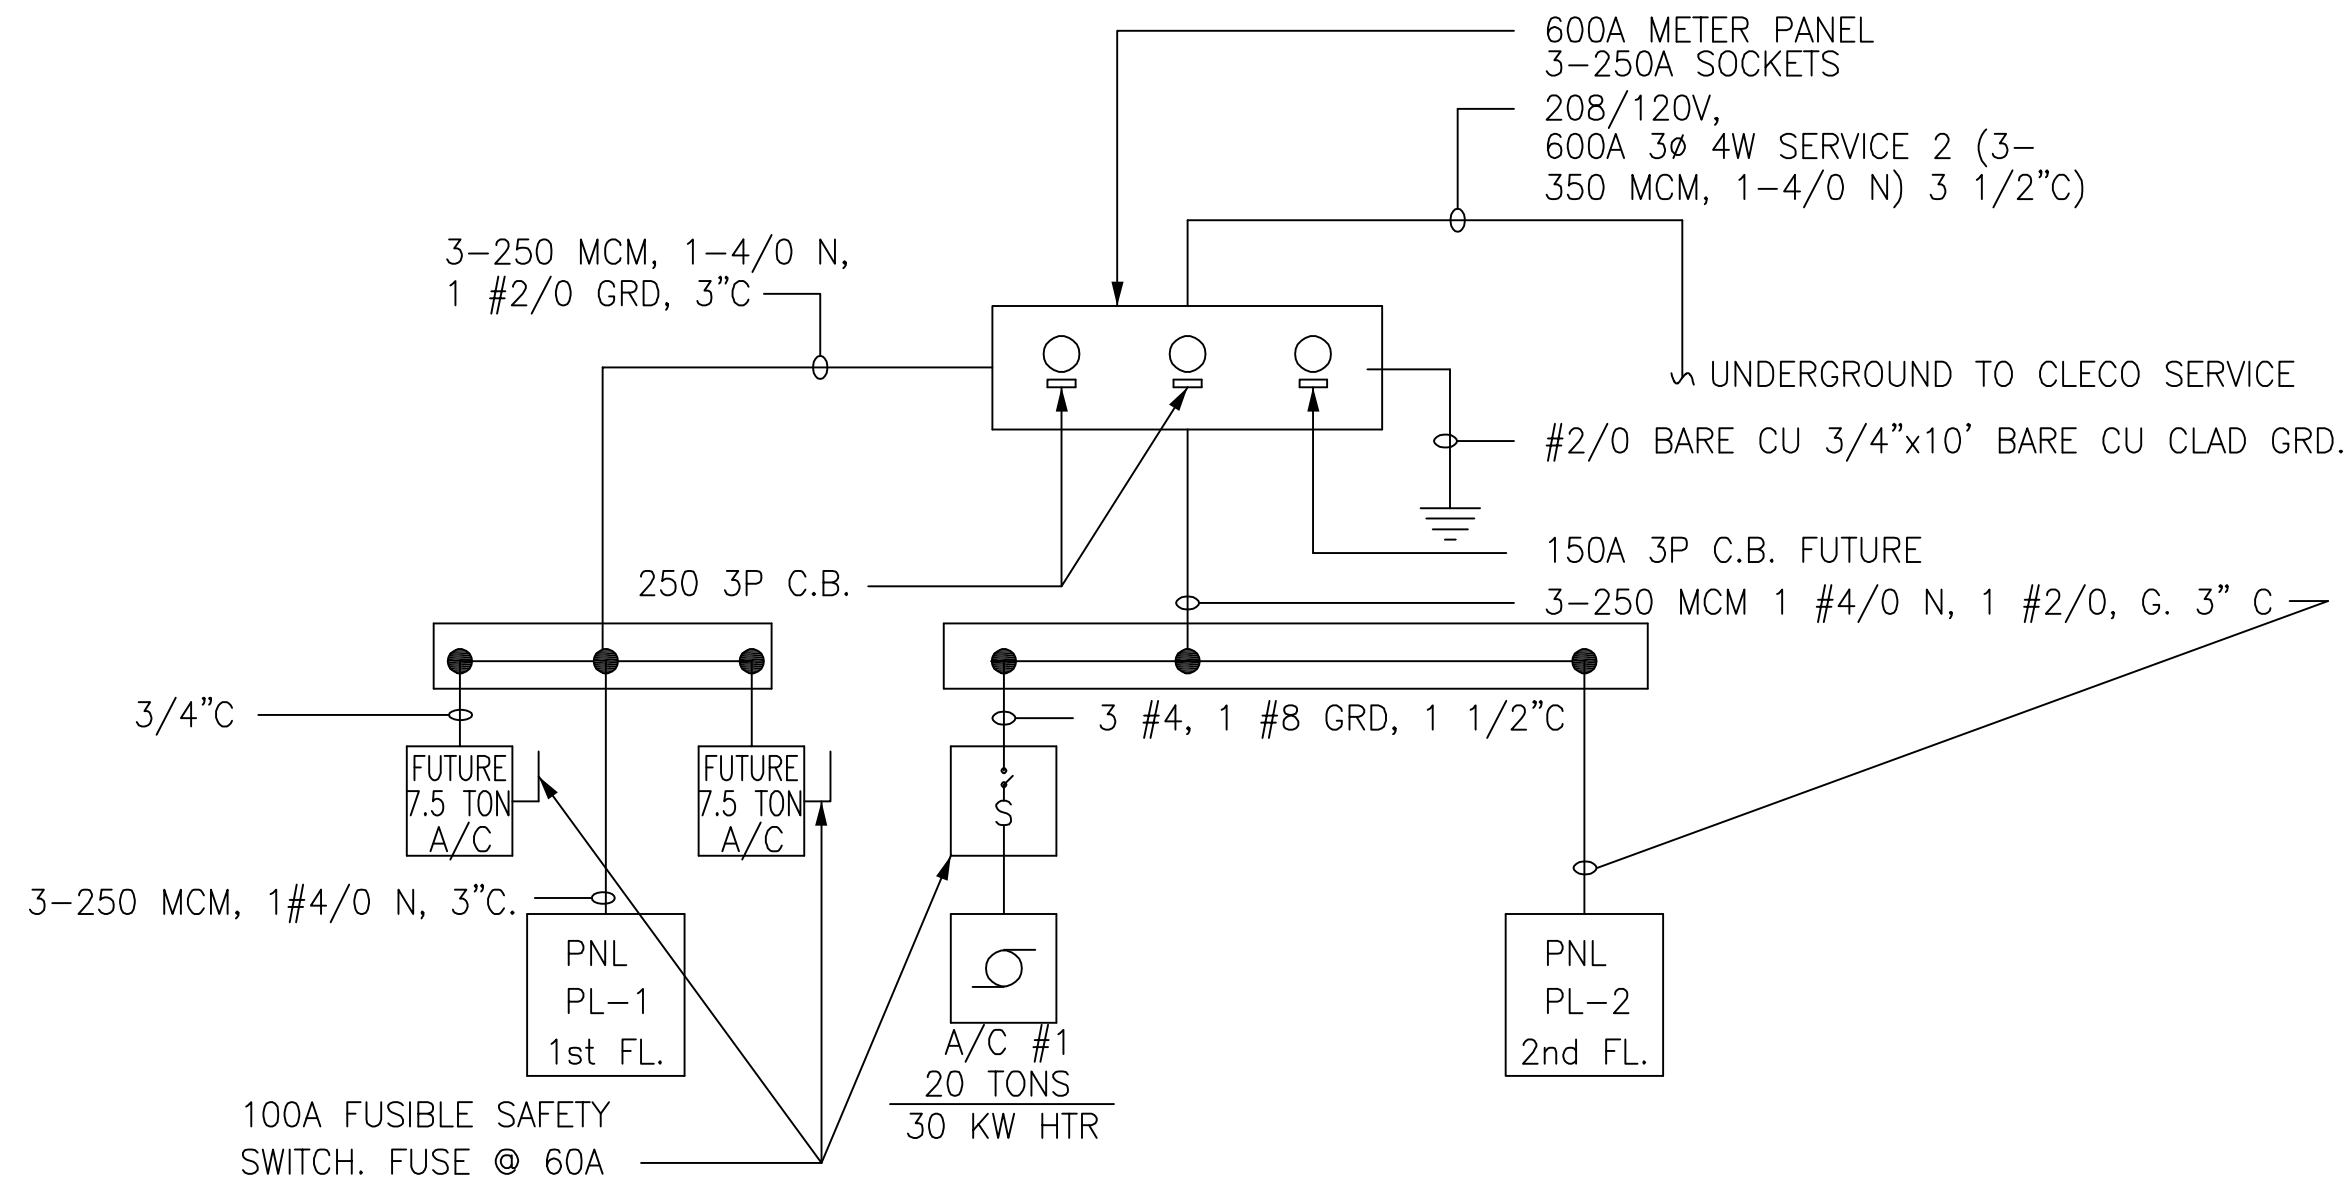 600A METER PANEL
3-250A SOCKETS
208/120V,
600A 3ø 4W SERVICE 2 (3-
350 MCM, 1-4/0 N) 3 1/2"C)
3-250 MCM, 1-4/0 N,
1 #2/0 GRD, 3"C
UNDERGROUND TO CLECO SERVICE
#2/0 BARE CU 3/4"x10' BARE CU CLAD GRD.
150A 3P C.B. FUTURE
250 3P C.B.
3-250 MCM 1 #4/0 N, 1 #2/0, G. 3" C
3/4"C
3 #4, 1 #8 GRD, 1 1/2"C
FUTURE
7.5 TON
A/C
FUTURE
7.5 TON
A/C
S
3-250 MCM, 1#4/0 N, 3"C.
PNL
PL-1
1st FL.
A/C #1
20 TONS
30 KW HTR
PNL
PL-2
2nd FL.
100A FUSIBLE SAFETY
SWITCH. FUSE @ 60A